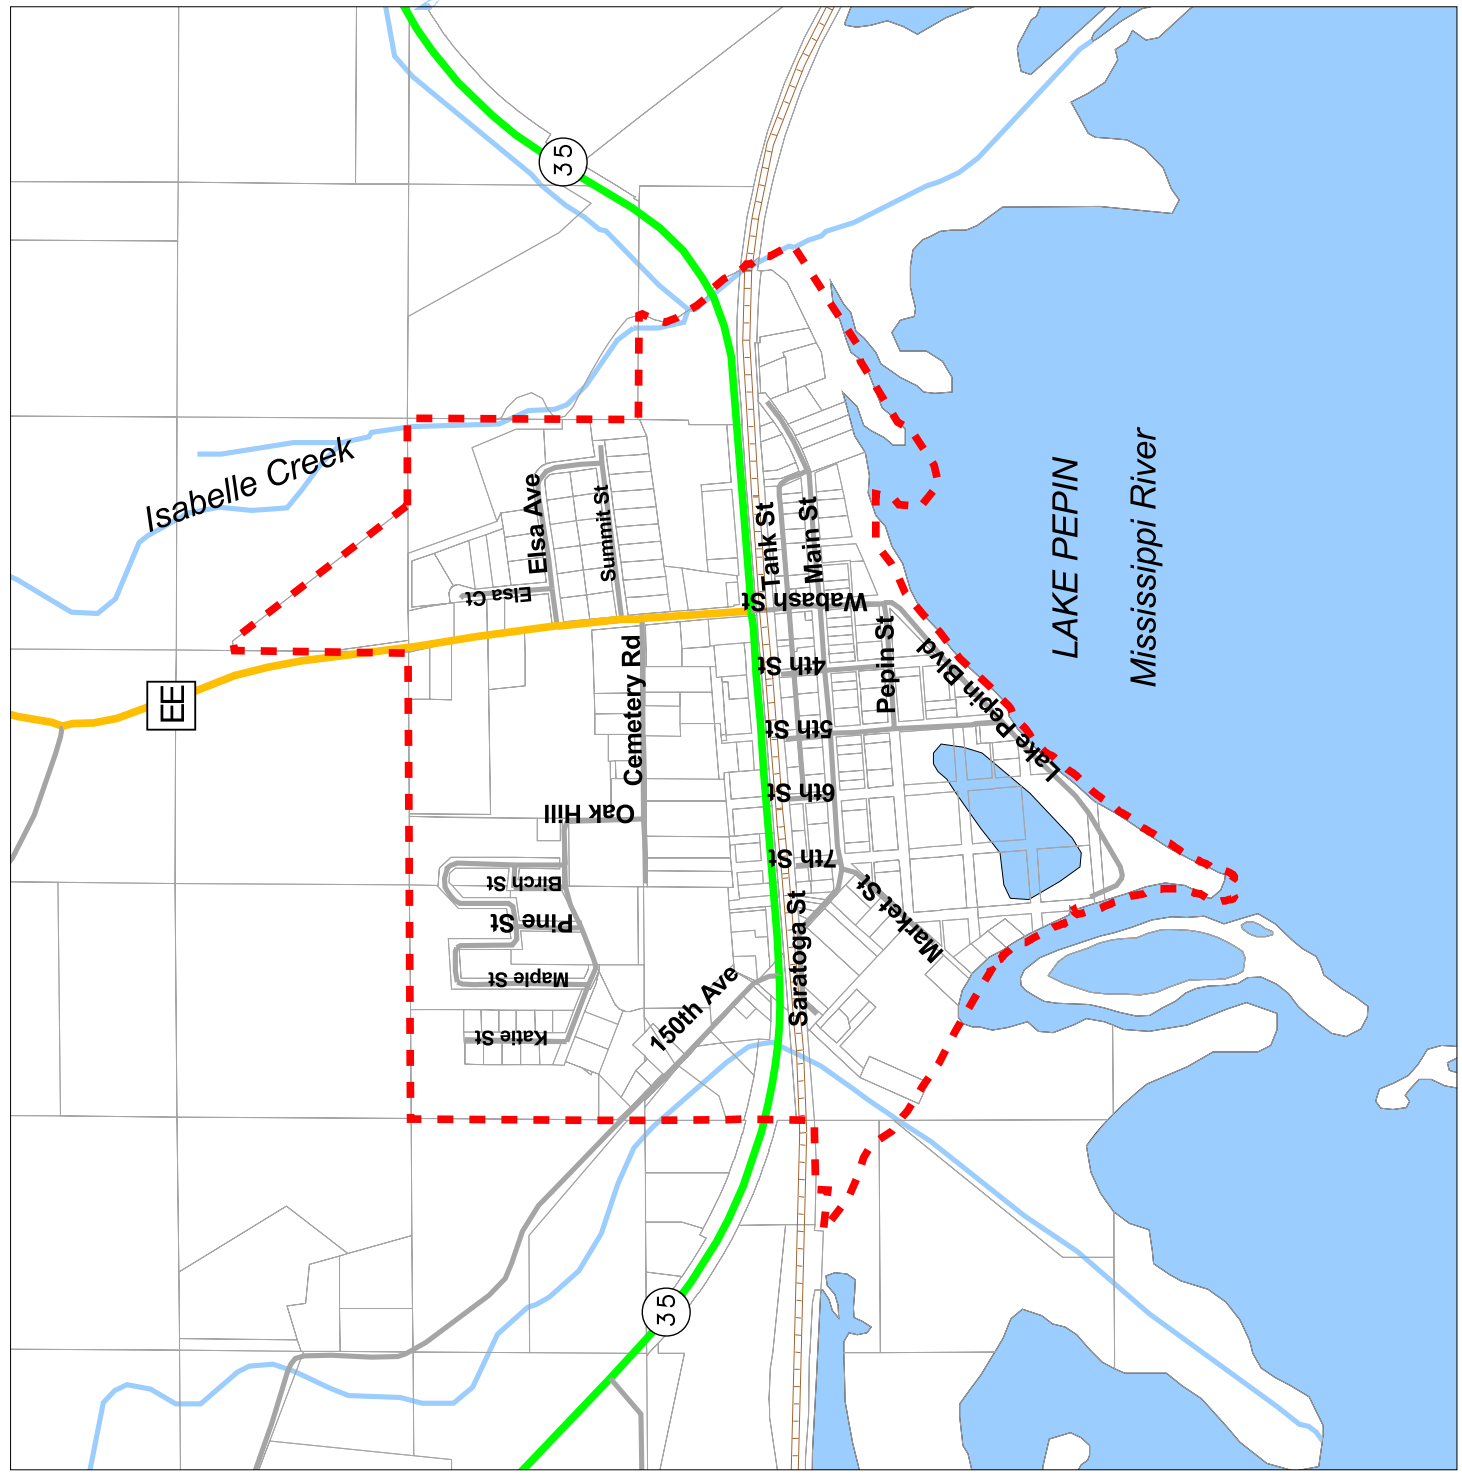 35
Isabelle Creek
Elsa Ave
Summit St
Elsa Ct
Tank St
Main St
Wabash St
LAKE PEPIN
Mississippi River
EE
Cemetery Rd
4th St
Pepin St
Lake Pepin Blvd
5th St
6th St
Oak Hill
7th St
Birch St
Pine St
Maple St
Katie St
150th Ave
Saratoga St
Market St
35